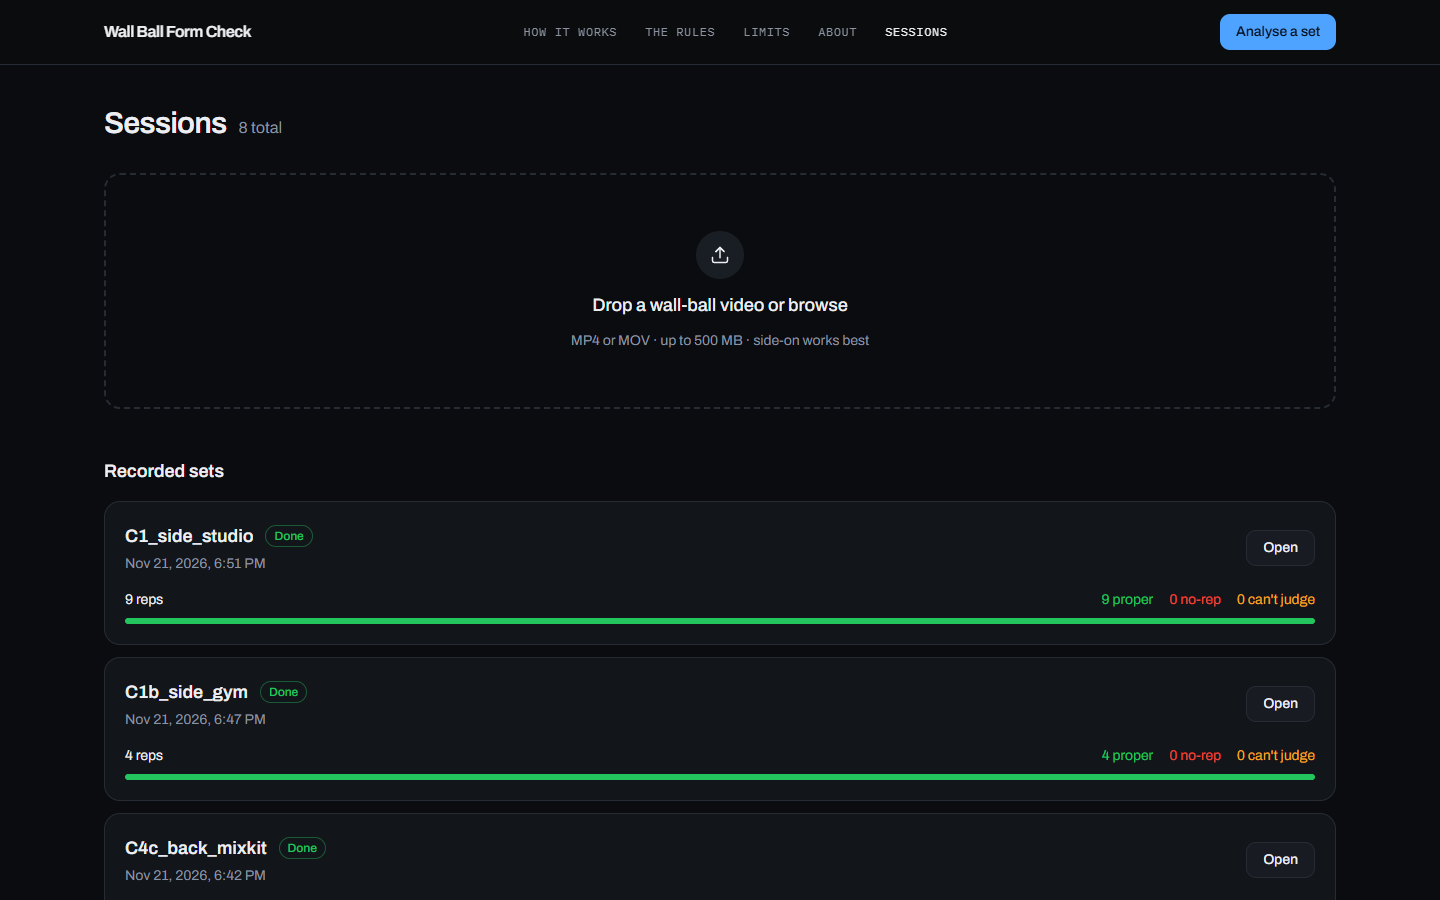 Wall Ball Form Check
HOW IT WORKS
THE RULES
LIMITS
ABOUT
SESSIONS
Analyse a set
Sessions 8 total
Drop a wall-ball video or browse
MP4 or MOV · up to 500 MB · side-on works best
Recorded sets
C1_side_studio Done
Nov 21, 2026, 6:51 PM
Open
9 reps
9 proper 0 no-rep 0 can't judge
C1b_side_gym Done
Nov 21, 2026, 6:47 PM
Open
4 reps
4 proper 0 no-rep 0 can't judge
C4c_back_mixkit Done
Nov 21, 2026, 6:42 PM
Open